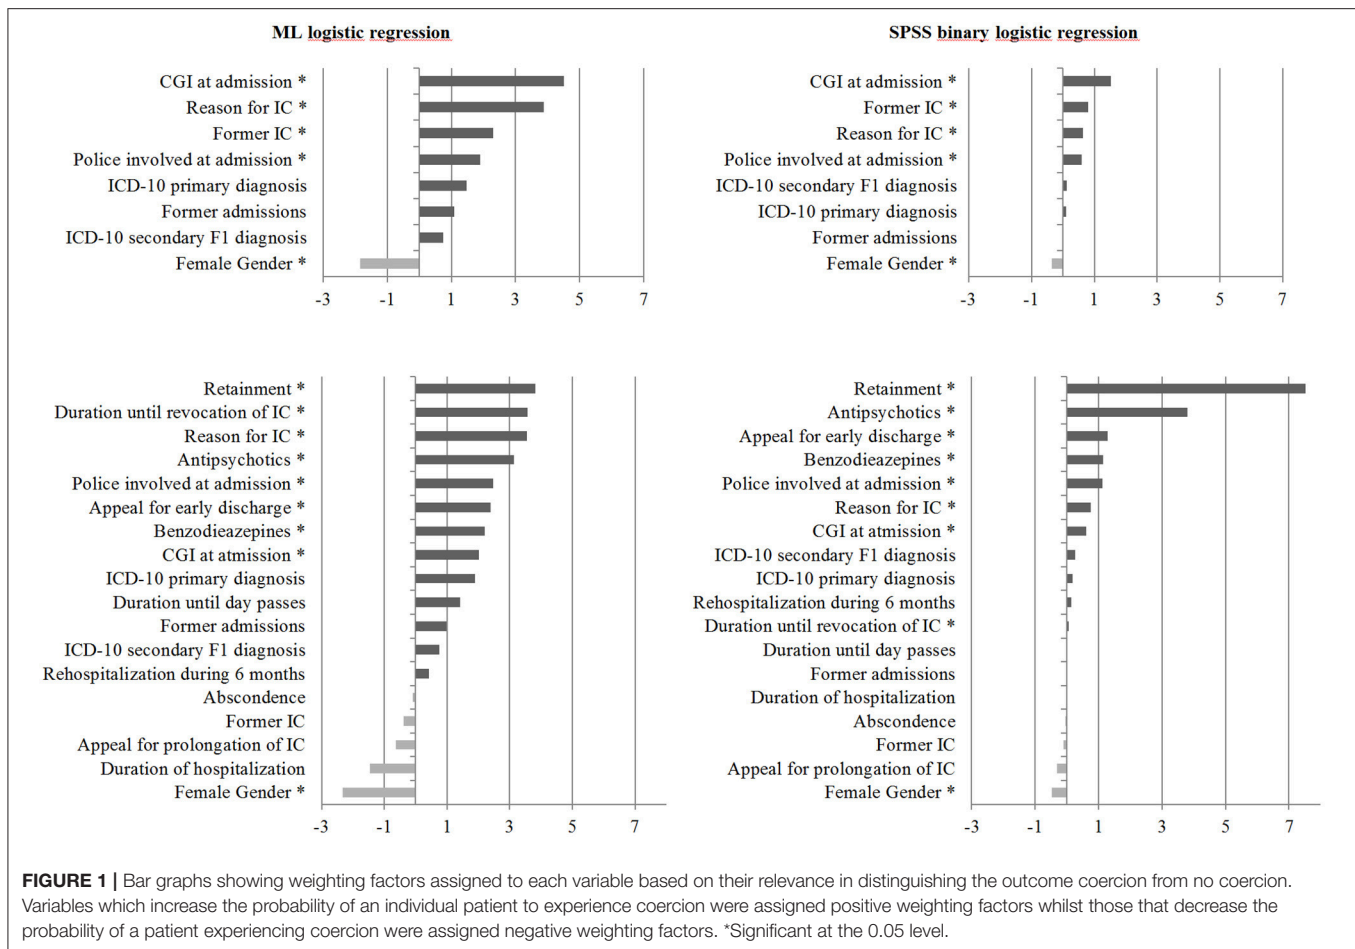 ML logistic regression
SPSS binary logistic regression
CGI at admission *
Reason for IC *
Former IC *
Police involved at admission *
ICD-10 primary diagnosis
Former admissions
ICD-10 secondary F1 diagnosis
Female Gender *
-3 -1 1 3 5 7
CGI at admission *
Former IC *
Reason for IC *
Police involved at admission *
ICD-10 secondary F1 diagnosis
ICD-10 primary diagnosis
Former admissions
Female Gender *
-3 -1 1 3 5 7
Retainment *
Duration until revocation of IC *
Reason for IC *
Antipsychotics *
Police involved at admission *
Appeal for early discharge *
Benzodieazepines *
CGI at atmission *
ICD-10 primary diagnosis
Duration until day passes
Former admissions
ICD-10 secondary F1 diagnosis
Rehospitalization during 6 months
Abscondence
Former IC
Appeal for prolongation of IC
Duration of hospitalization
Female Gender *
-3 -1 1 3 5 7
Retainment *
Antipsychotics *
Appeal for early discharge *
Benzodieazepines *
Police involved at admission *
Reason for IC *
CGI at atmission *
ICD-10 secondary F1 diagnosis
ICD-10 primary diagnosis
Rehospitalization during 6 months
Duration until revocation of IC *
Duration until day passes
Former admissions
Duration of hospitalization
Abscondence
Former IC
Appeal for prolongation of IC
Female Gender *
-3 -1 1 3 5 7
FIGURE 1 | Bar graphs showing weighting factors assigned to each variable based on their relevance in distinguishing the outcome coercion from no coercion.
Variables which increase the probability of an individual patient to experience coercion were assigned positive weighting factors whilst those that decrease the
probability of a patient experiencing coercion were assigned negative weighting factors. *Significant at the 0.05 level.